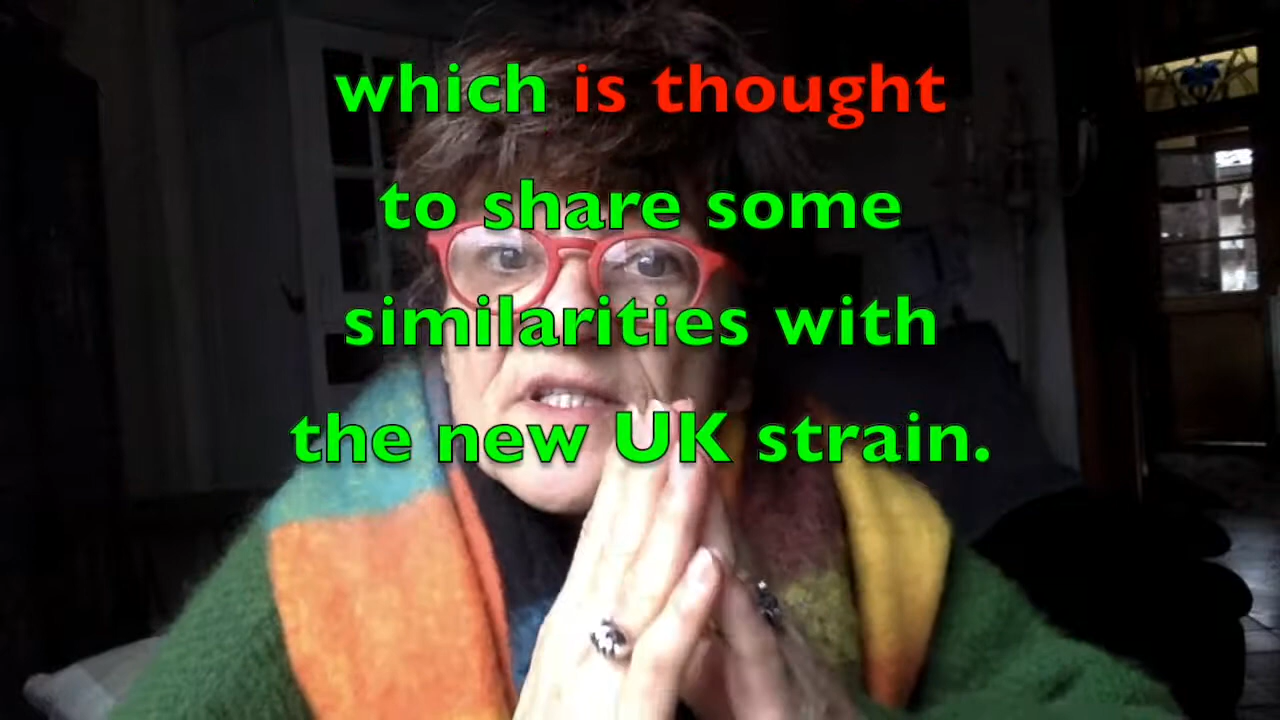 which is thought
to share some
similarities with
the new UK strain.